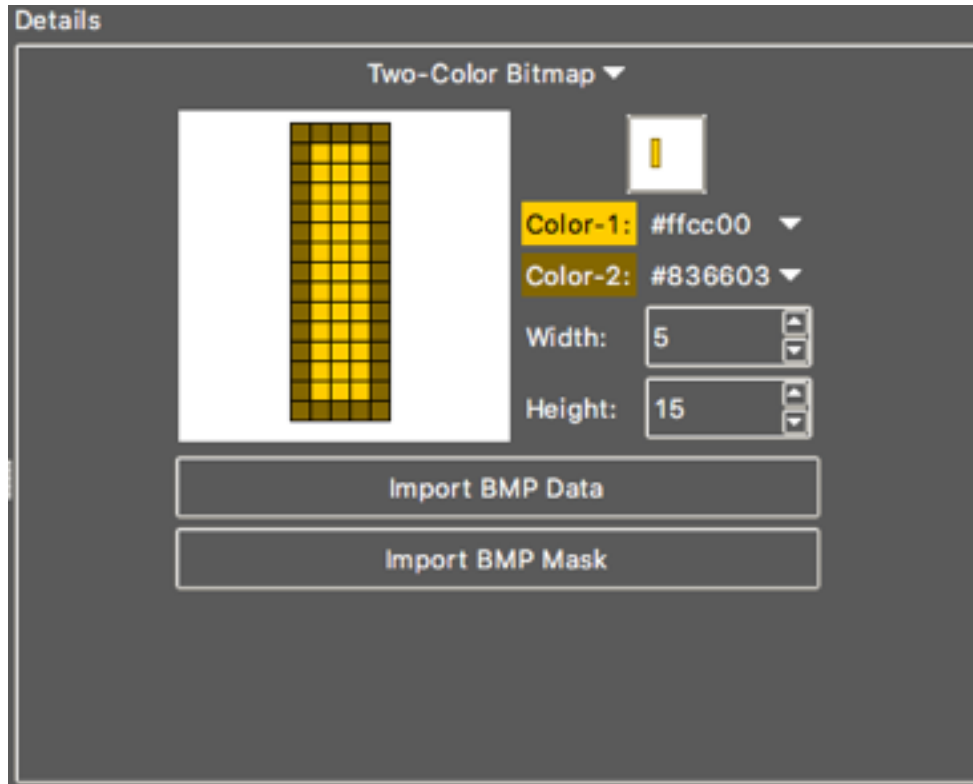 Details
Two-Color Bitmap
Color-1: #ffcc00
Color-2: #836603
Width: 5
Height: 15
Import BMP Data
Import BMP Mask